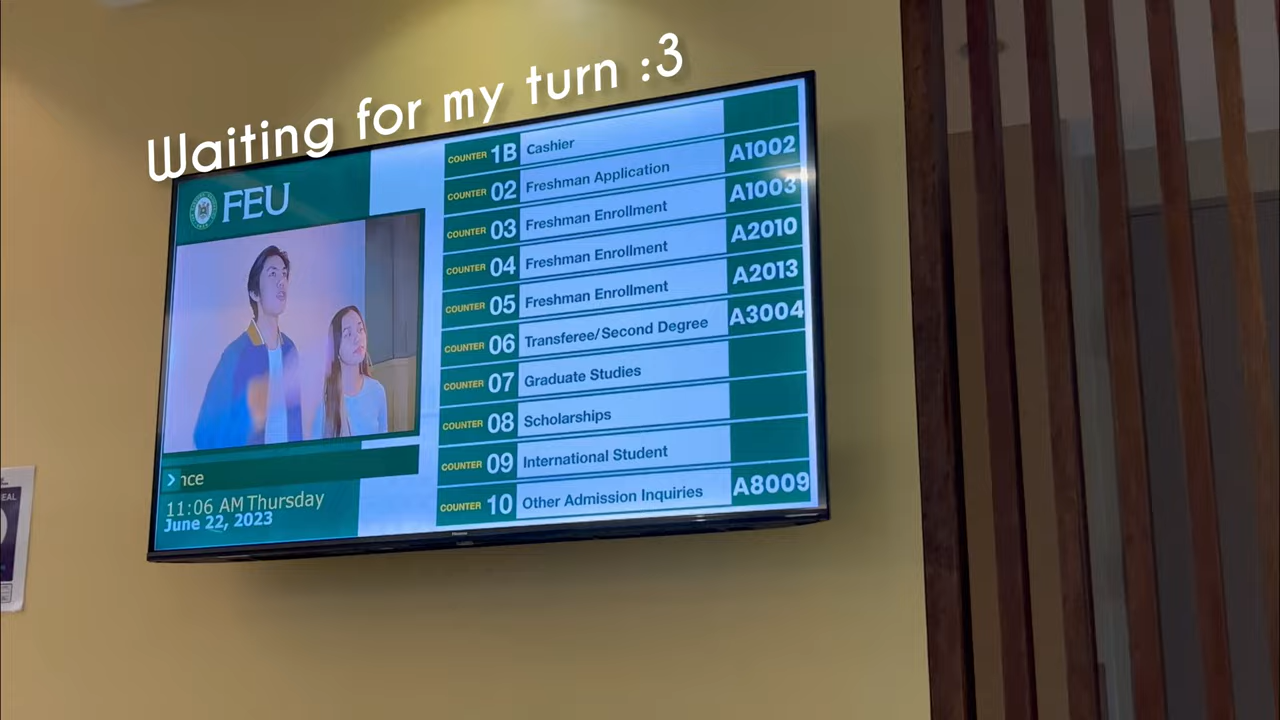 Waiting for my turn :3
FEU
COUNTER 1B Cashier
COUNTER 02 Freshman Application A1002
COUNTER 03 Freshman Enrollment A1003
COUNTER 04 Freshman Enrollment A2010
COUNTER 05 Freshman Enrollment A2013
COUNTER 06 Transferee/Second Degree A3004
COUNTER 07 Graduate Studies
COUNTER 08 Scholarships
COUNTER 09 International Student
COUNTER 10 Other Admission Inquiries A8009
nce
11:06 AM Thursday
June 22, 2023